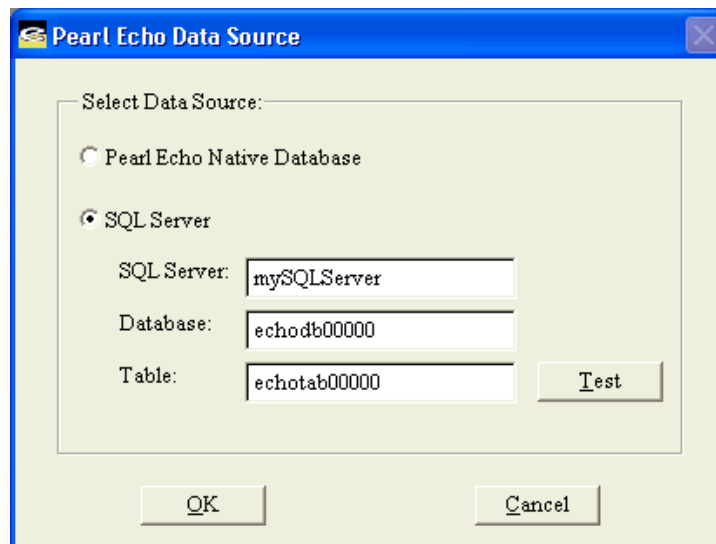 Pearl Echo Data Source
Select Data Source:
Pearl Echo Native Database
SQL Server
SQL Server: mySQLServer
Database: echodb00000
Table: echotab00000 Test
OK Cancel